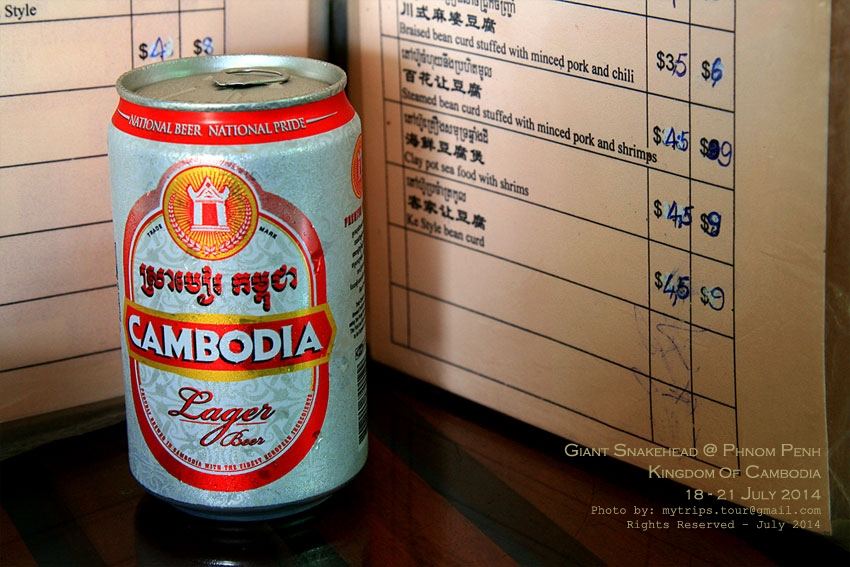 Style
$4 $8
NATIONAL BEER NATIONAL PRIDE
TRADE MARK
ស្រាបៀរ កម្ពុជា
CAMBODIA
Lager
Beer
川式麻婆豆腐
Braised bean curd stuffed with minced pork and chili
$3,5 $6
百花让豆腐
Steamed bean curd stuffed with minced pork and shrimps
$4,5 $9
海鲜豆腐煲
Clay pot sea food with shrims
$4,5 $9
客家让豆腐
Ke Style bean curd
$4,5 $9
GIANT SNAKEHEAD @ PHNOM PENH
KINGDOM OF CAMBODIA
18 - 21 JULY 2014
Photo by: mytrips.tour@gmail.com
Rights Reserved - July 2014